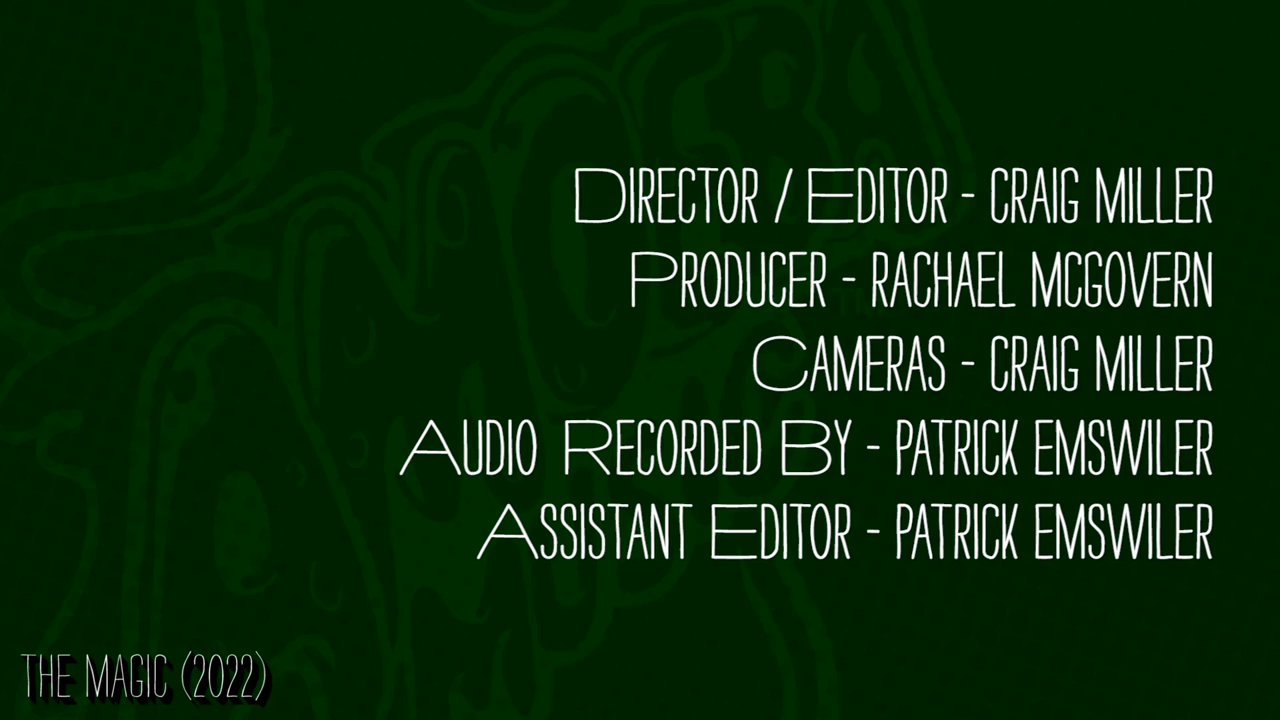 DIRECTOR / EDITOR - CRAIG MILLER
PRODUCER - RACHAEL MCGOVERN
CAMERAS - CRAIG MILLER
AUDIO RECORDED BY - PATRICK EMSWILER
ASSISTANT EDITOR - PATRICK EMSWILER
THE MAGIC (2022)